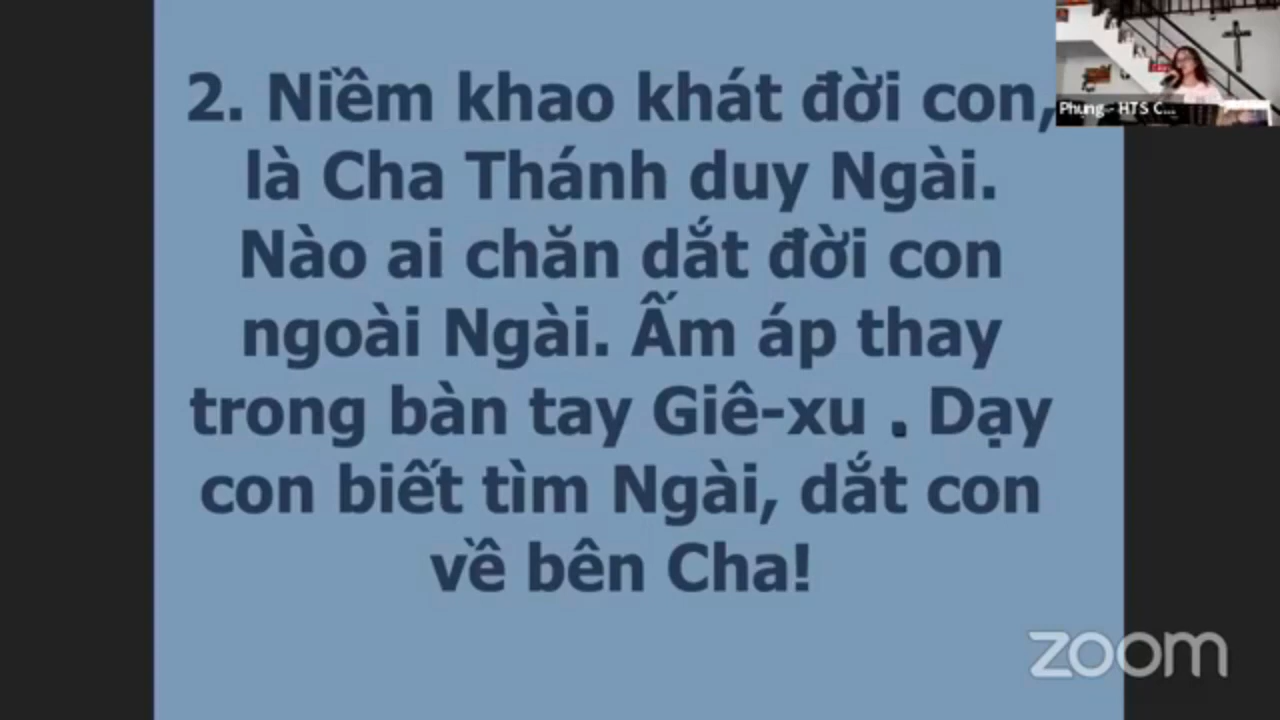 2. Niềm khao khát đời con,
là Cha Thánh duy Ngài.
Nào ai chăn dắt đời con
ngoài Ngài. Ấm áp thay
trong bàn tay Giê-xu . Dạy
con biết tìm Ngài, dắt con
về bên Cha!
Phung - HTS C...
zoom